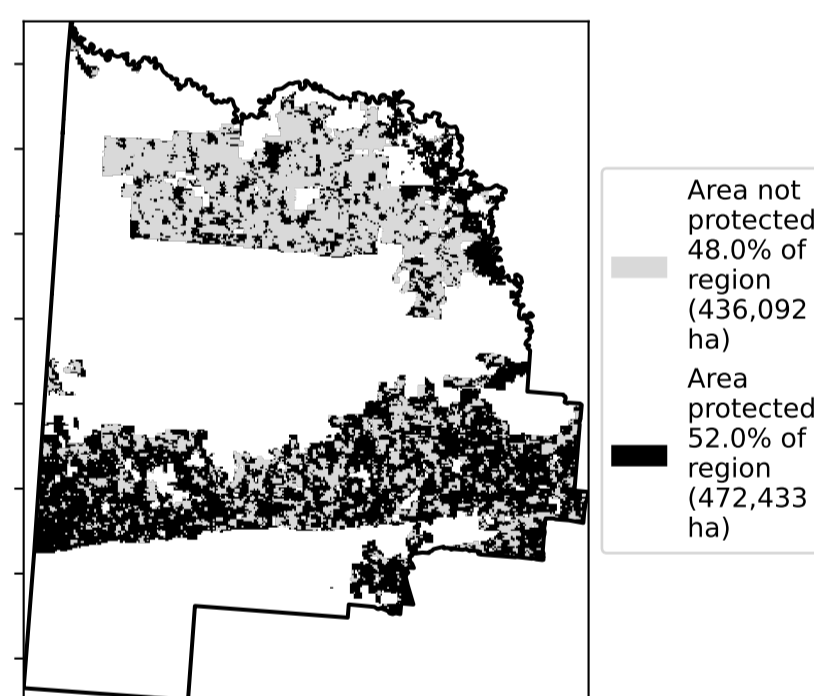 Area not
protected
48.0% of
region
(436,092
ha)
Area
protected
52.0% of
region
(472,433
ha)